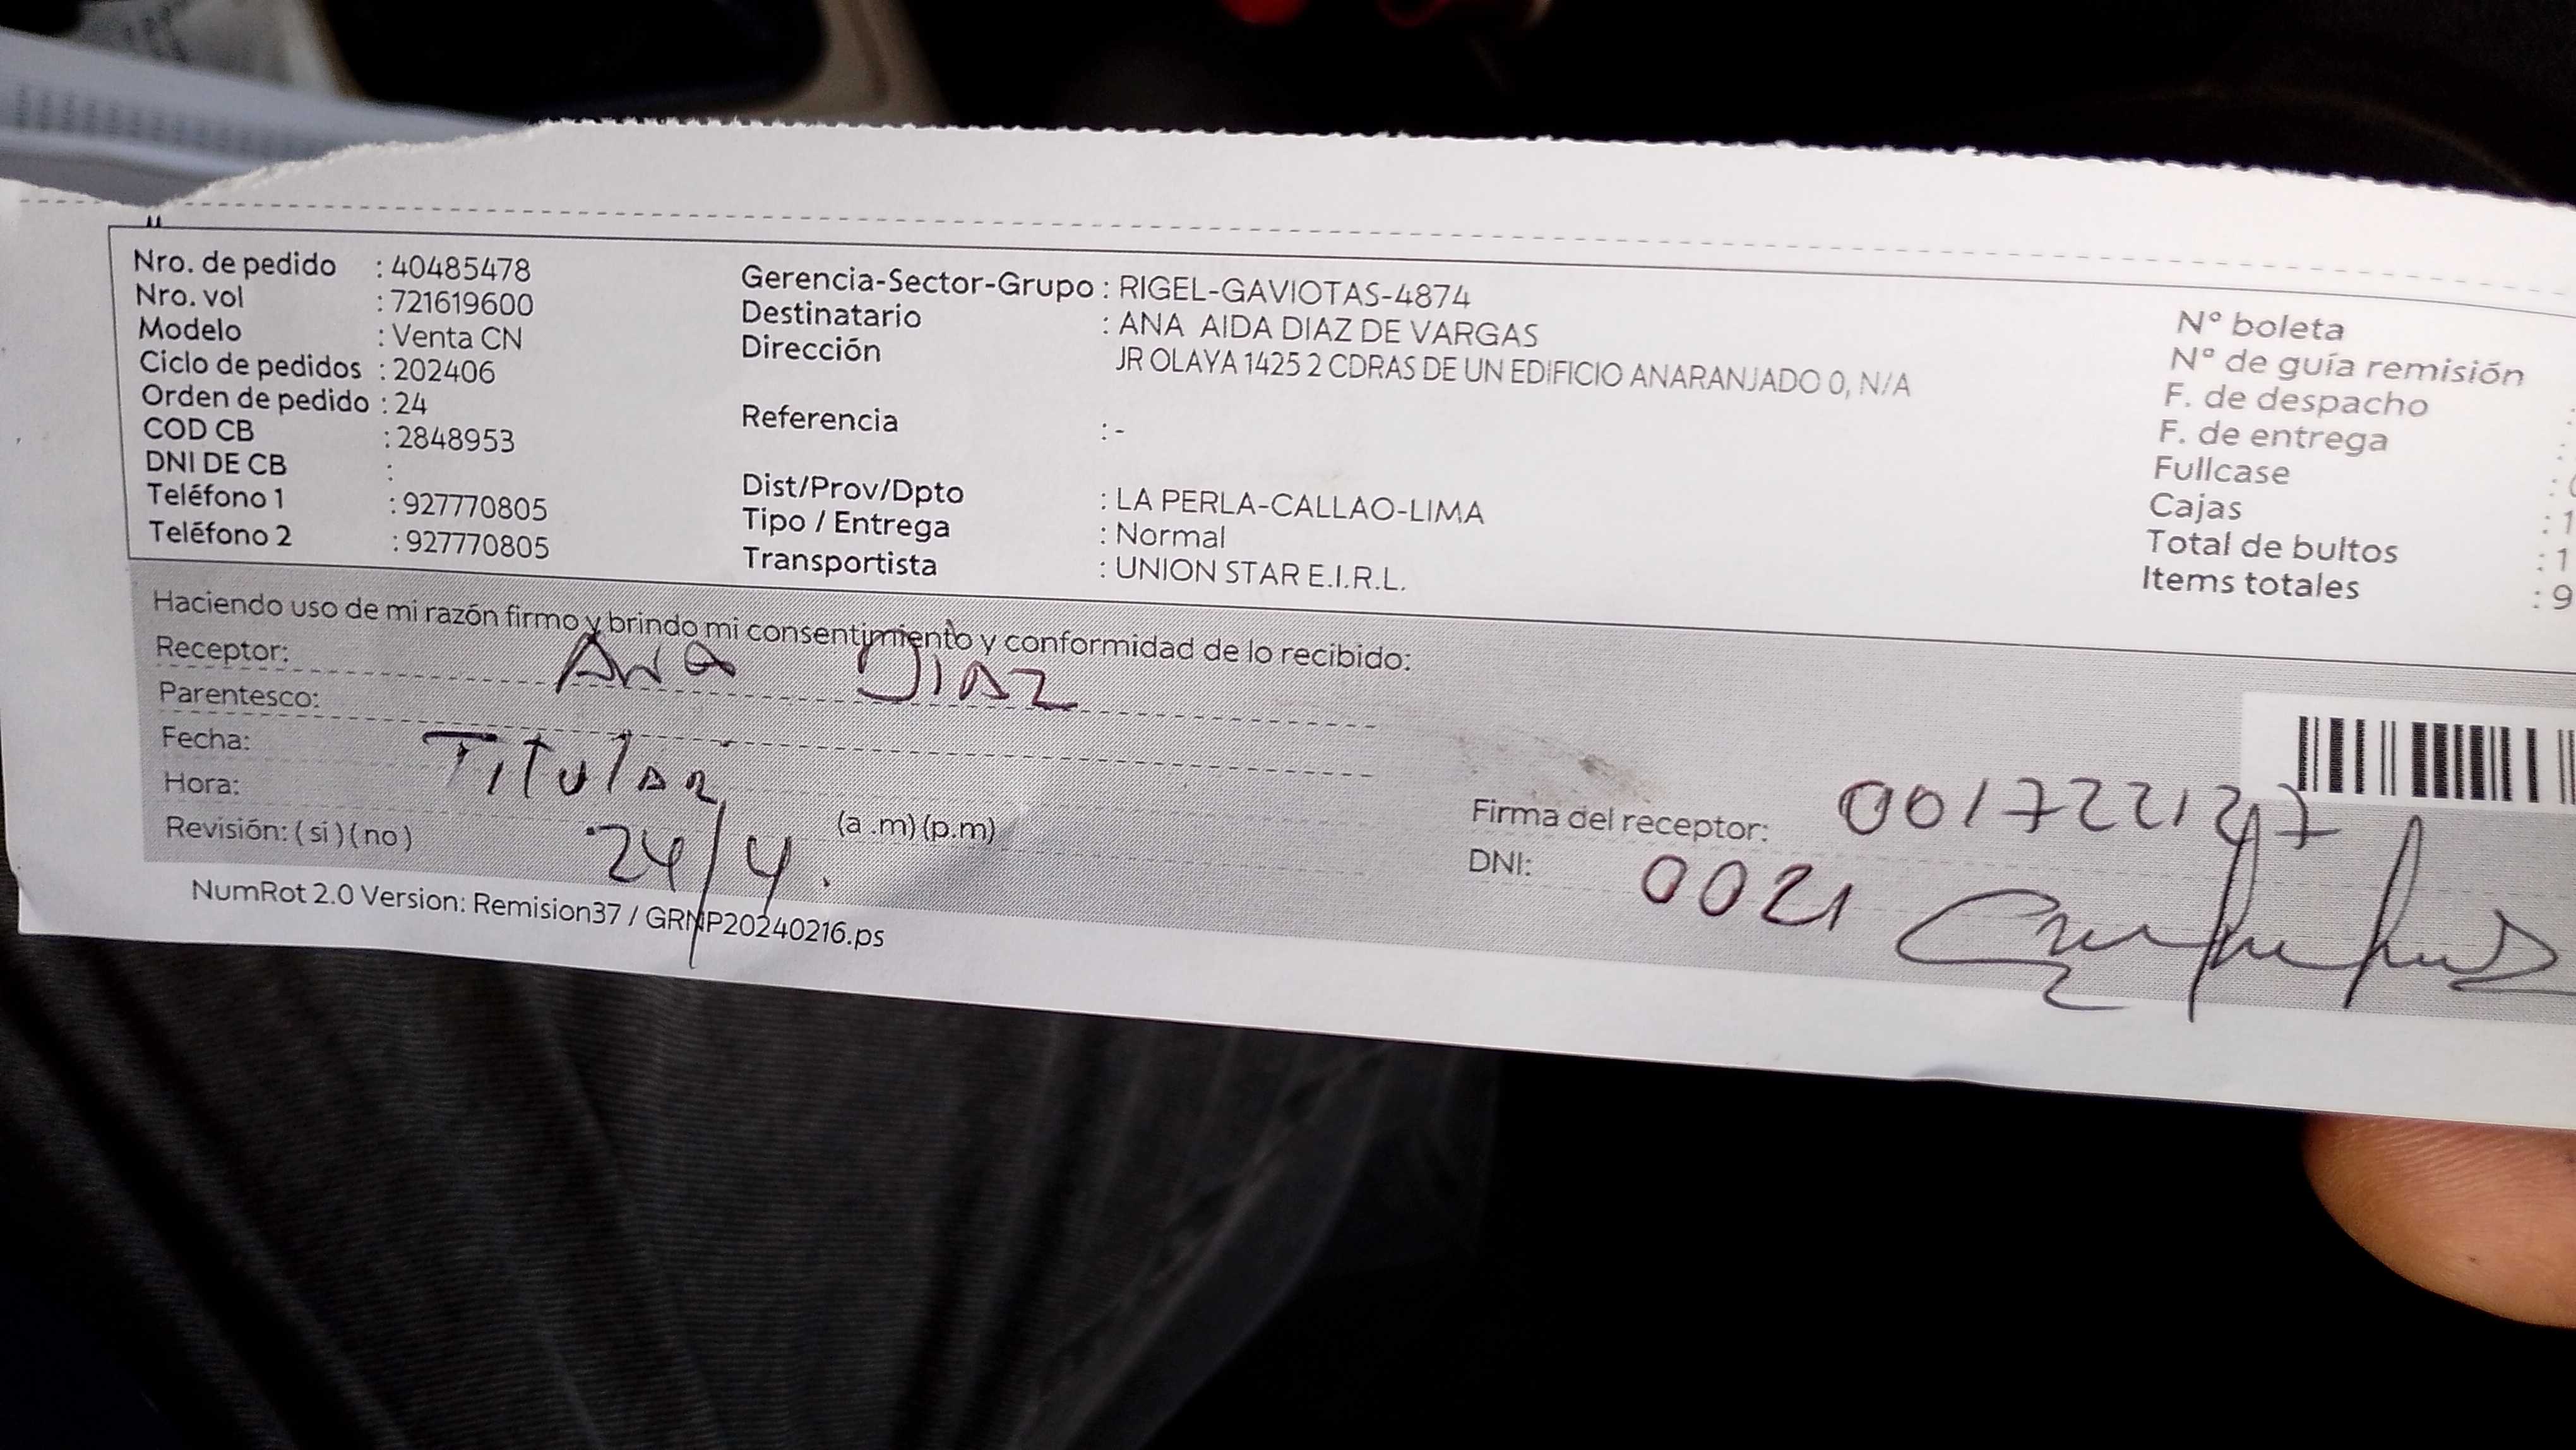 Nro. de pedido : 40485478
Nro. vol : 721619600
Modelo : Venta CN
Ciclo de pedidos : 202406
Orden de pedido : 24
COD CB : 2848953
DNI DE CB :
Teléfono 1 : 927770805
Teléfono 2 : 927770805
Gerencia-Sector-Grupo : RIGEL-GAVIOTAS-4874
Destinatario : ANA AIDA DIAZ DE VARGAS
Dirección JR OLAYA 1425 2 CDRAS DE UN EDIFICIO ANARANJADO 0, N/A
Referencia : -
Dist/Prov/Dpto : LA PERLA-CALLAO-LIMA
Tipo / Entrega : Normal
Transportista : UNION STAR E.I.R.L.
N° boleta
N° de guía remisión
F. de despacho
F. de entrega
Fullcase
Cajas : 1
Total de bultos : 1
Items totales : 9
Haciendo uso de mi razón firmo y brindo mi consentimiento y conformidad de lo recibido:
Receptor: Ana Diaz
Parentesco:
Fecha: Titular
Hora:
Revisión: (sí) (no) 24/4. (a .m) (p.m)
Firma del receptor:
DNI: 0021
NumRot 2.0 Version: Remision37 / GRNP20240216.ps